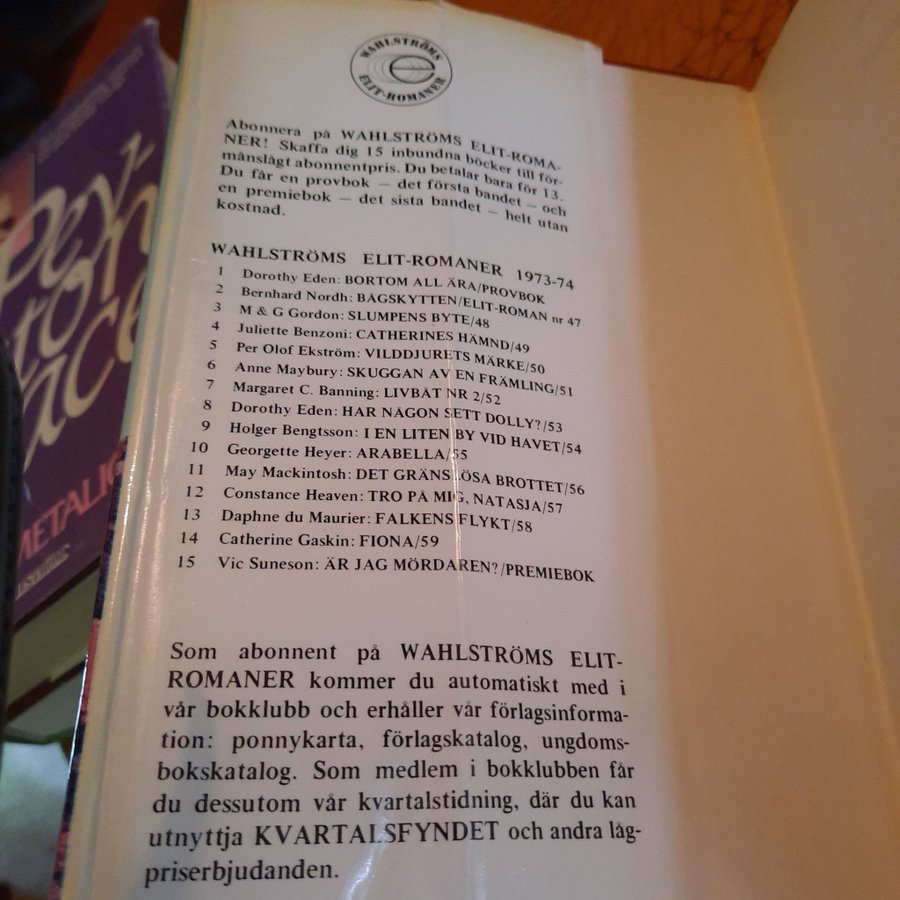 WAHLSTRÖMS
e
ELIT-ROMANER
Abonnera på WAHLSTRÖMS ELIT-ROMA-
NER! Skaffa dig 15 inbundna böcker till för-
månslågt abonnentpris. Du betalar bara för 13.
Du får en provbok – det första bandet – och
en premiebok – det sista bandet – helt utan
kostnad.
WAHLSTRÖMS ELIT-ROMANER 1973-74
1 Dorothy Eden: BORTOM ALL ÄRA/PROVBOK
2 Bernhard Nordh: BÅGSKYTTEN/ELIT-ROMAN nr 47
3 M & G Gordon: SLUMPENS BYTE/48
4 Juliette Benzoni: CATHERINES HÄMND/49
5 Per Olof Ekström: VILDDJURETS MÄRKE/50
6 Anne Maybury: SKUGGAN AV EN FRÄMLING/51
7 Margaret C. Banning: LIVBÅT NR 2/52
8 Dorothy Eden: HAR NÅGON SETT DOLLY?/53
9 Holger Bengtsson: I EN LITEN BY VID HAVET/54
10 Georgette Heyer: ARABELLA/55
11 May Mackintosh: DET GRÄNSLÖSA BROTTET/56
12 Constance Heaven: TRO PÅ MIG, NATASJA/57
13 Daphne du Maurier: FALKENS FLYKT/58
14 Catherine Gaskin: FIONA/59
15 Vic Suneson: ÄR JAG MÖRDAREN?/PREMIEBOK
Som abonnent på WAHLSTRÖMS ELIT-
ROMANER kommer du automatiskt med i
vår bokklubb och erhåller vår förlagsinforma-
tion: ponnykarta, förlagskatalog, ungdoms-
bokskatalog. Som medlem i bokklubben får
du dessutom vår kvartalstidning, där du kan
utnyttja KVARTALSFYNDET och andra låg-
priserbjudanden.
Pey-
ton
lace
METALIO